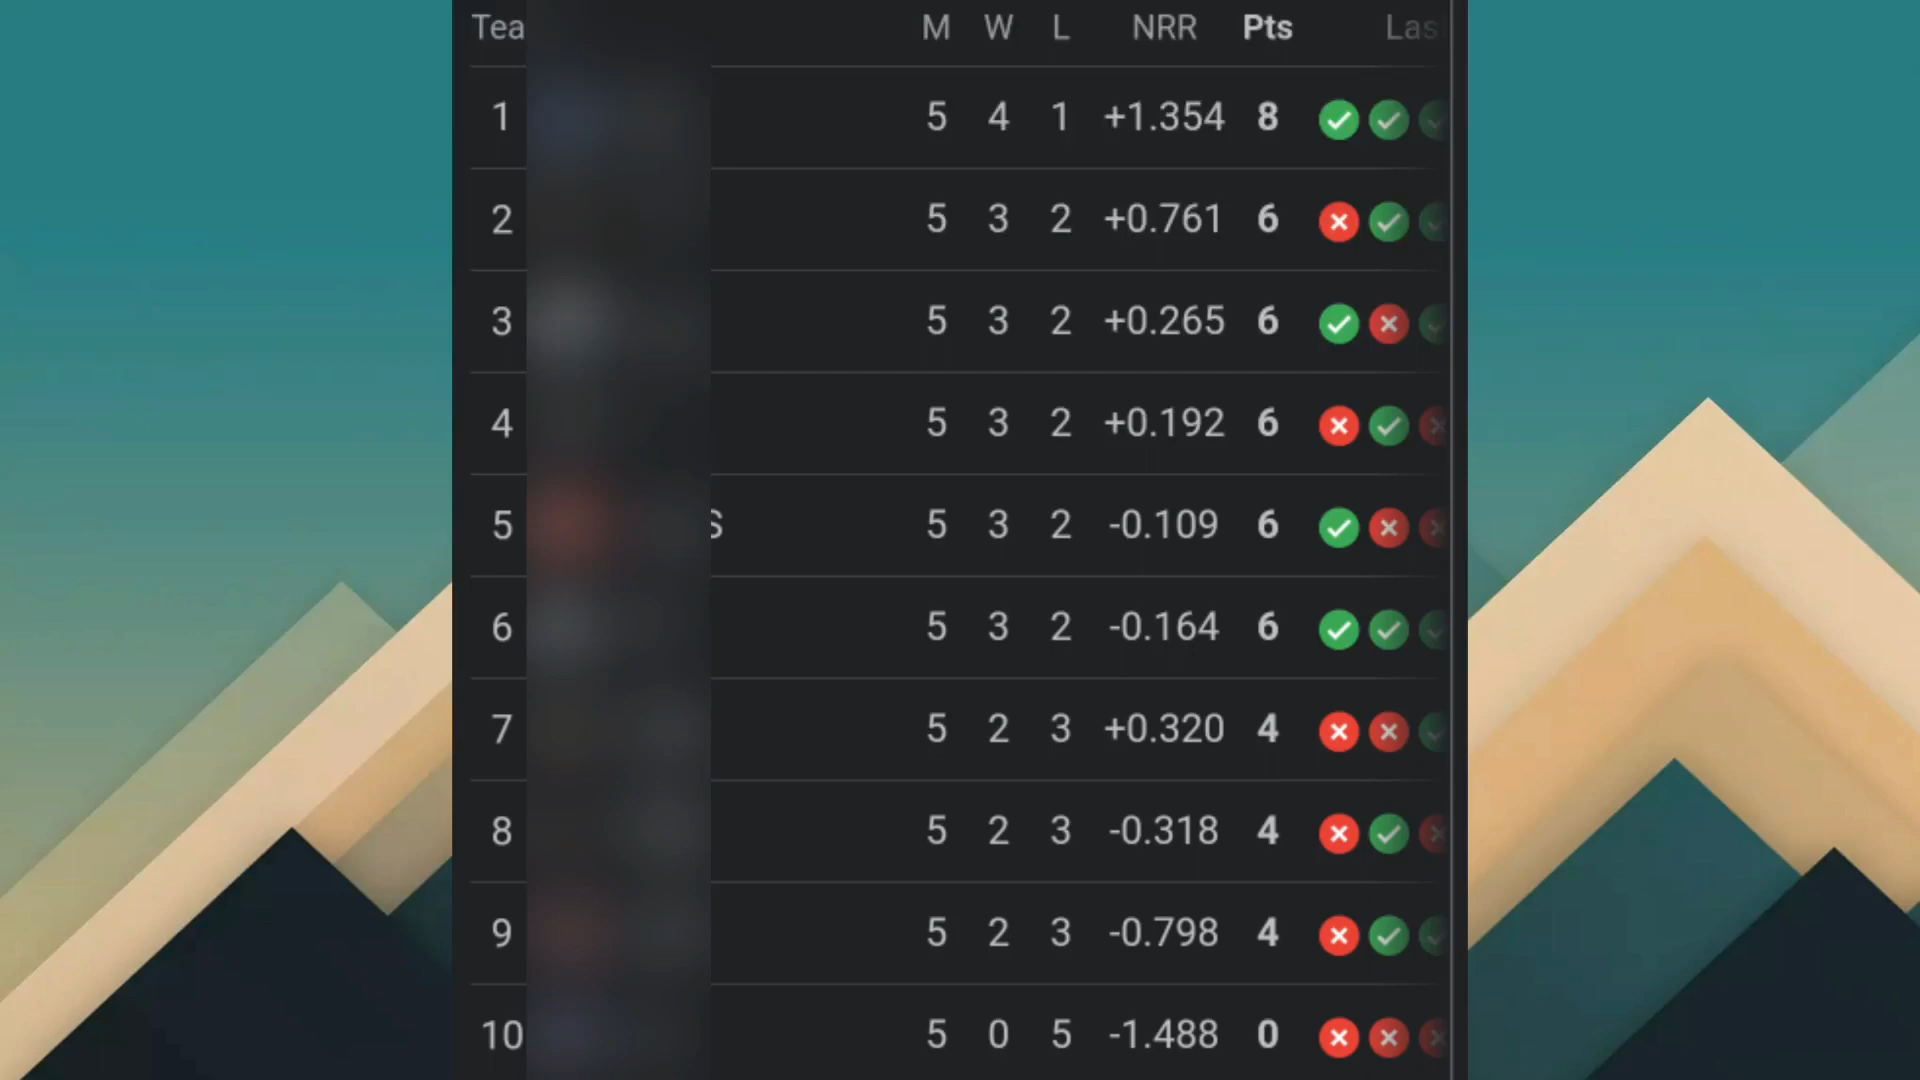 Tea M W L NRR Pts Las
1 5 4 1 +1.354 8
2 5 3 2 +0.761 6
3 5 3 2 +0.265 6
4 5 3 2 +0.192 6
5 S 5 3 2 -0.109 6
6 5 3 2 -0.164 6
7 5 2 3 +0.320 4
8 5 2 3 -0.318 4
9 5 2 3 -0.798 4
10 5 0 5 -1.488 0